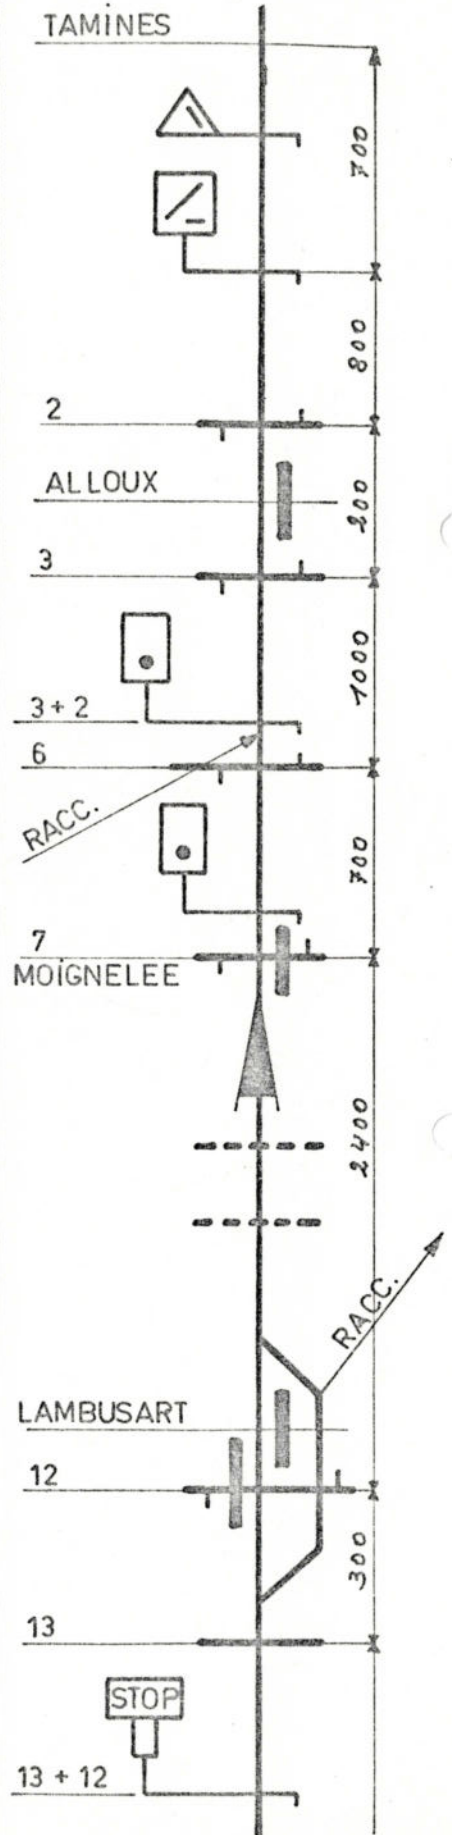 TAMINES
700
800
2
ALLOUX
200
3
1000
3+2
6
RACC.
700
7
MOIGNELEE
2400
RACC.
LAMBUSART
12
300
13
STOP
13 + 12